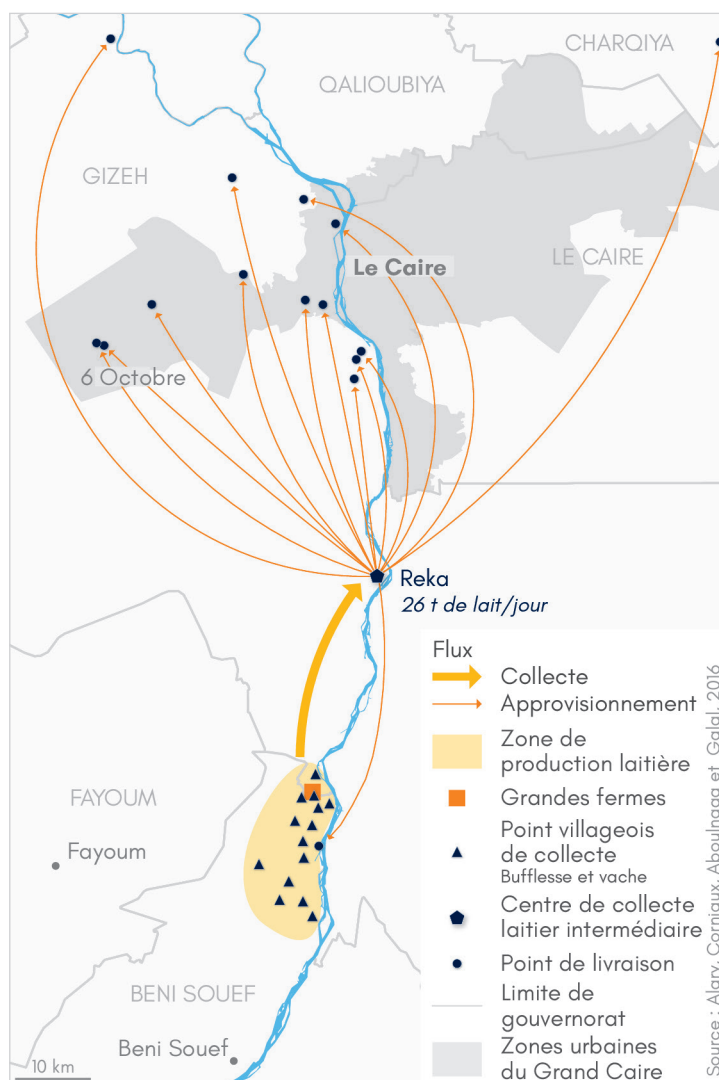 CHARQIYA
QALIOUBIYA
GIZEH
LE CAIRE
Le Caire
6 Octobre
Reka
26 t de lait/jour
FAYOUM
Fayoum
BENI SOUEF
Beni Souef
10 km
Flux
Collecte
Approvisionnement
Zone de
production laitière
Grandes fermes
Point villageois
de collecte
Bufflesse et vache
Centre de collecte
laitier intermédiaire
Point de livraison
Limite de
gouvernorat
Zones urbaines
du Grand Caire
Source : Alary, Corniaux, Aboulnaga et Galal, 2016